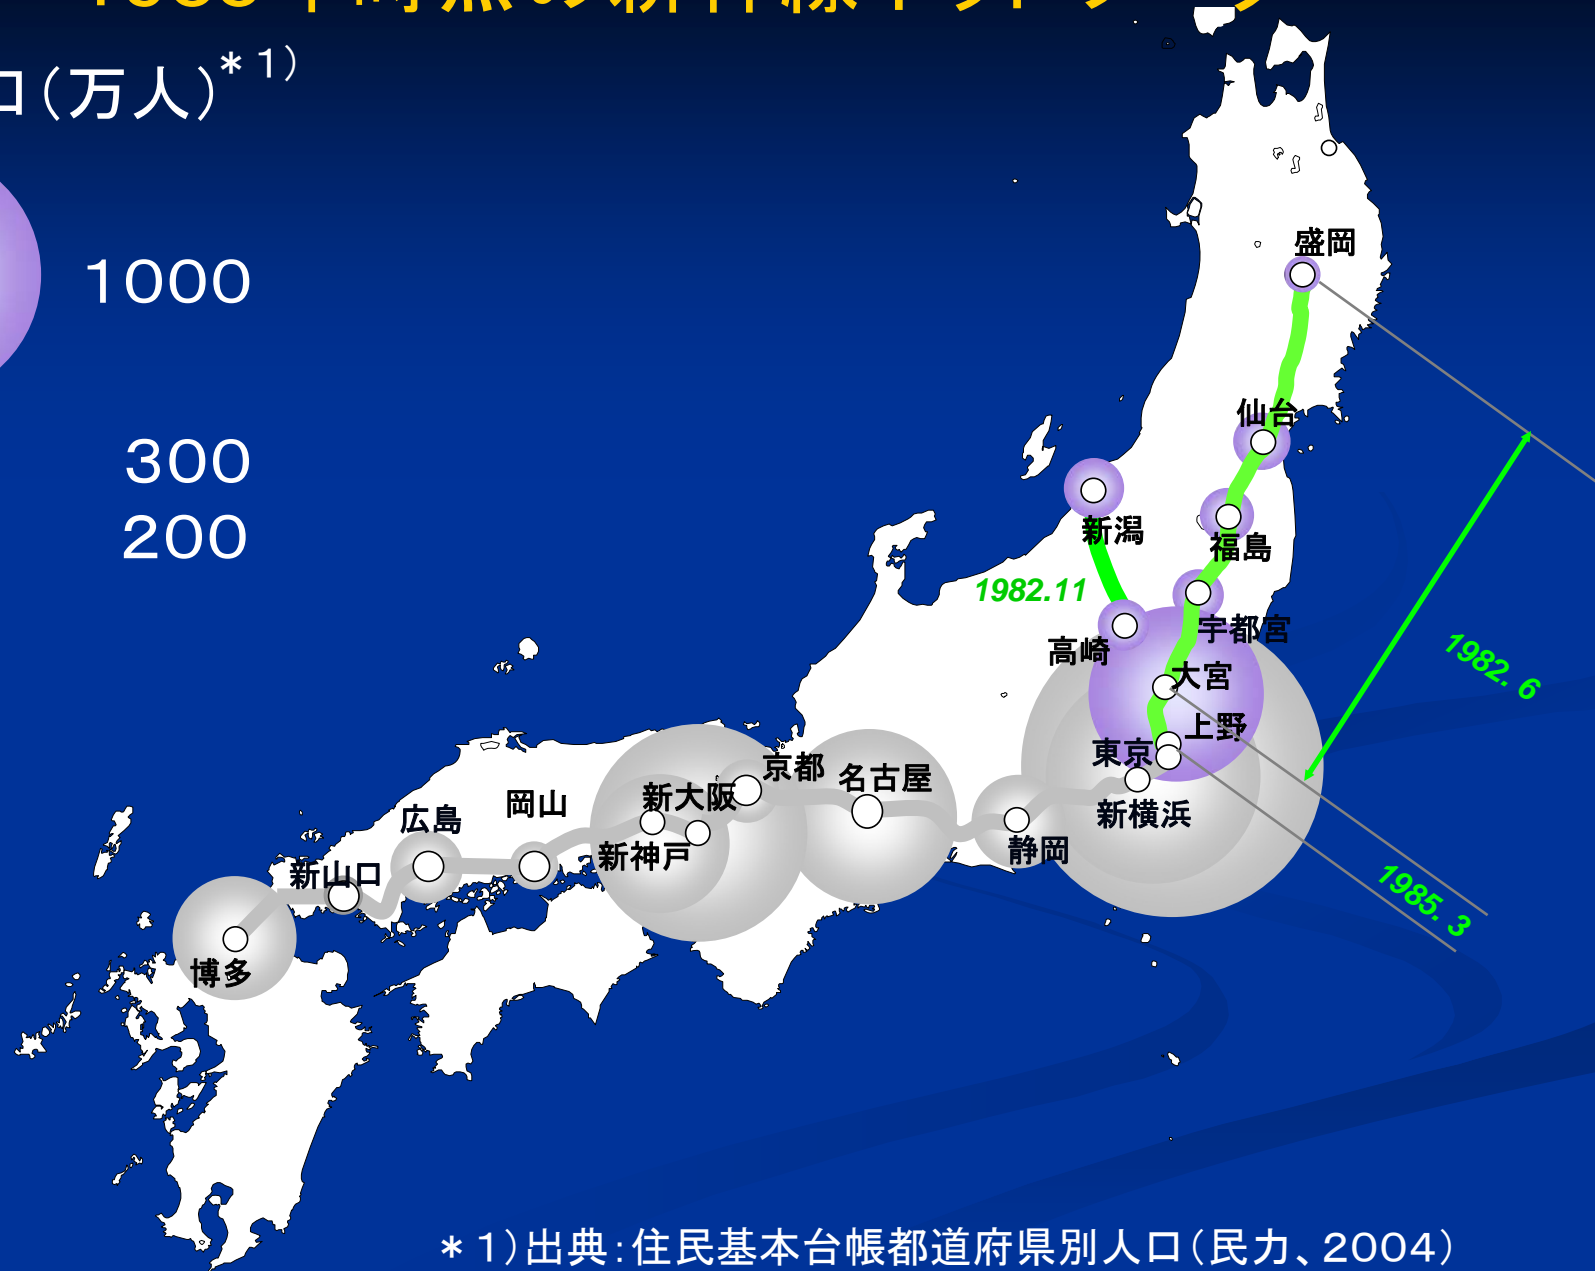 口(万人)*1)
1000
300
200
盛岡
仙台
新潟
福島
1982.11
宇都宮
高崎
1982.6
大宮
上野
東京
京都
名古屋
新大阪
岡山
新横浜
広島
新神戸
静岡
新山口
1985.3
博多
*1)出典:住民基本台帳都道府県別人口(民力、2004)